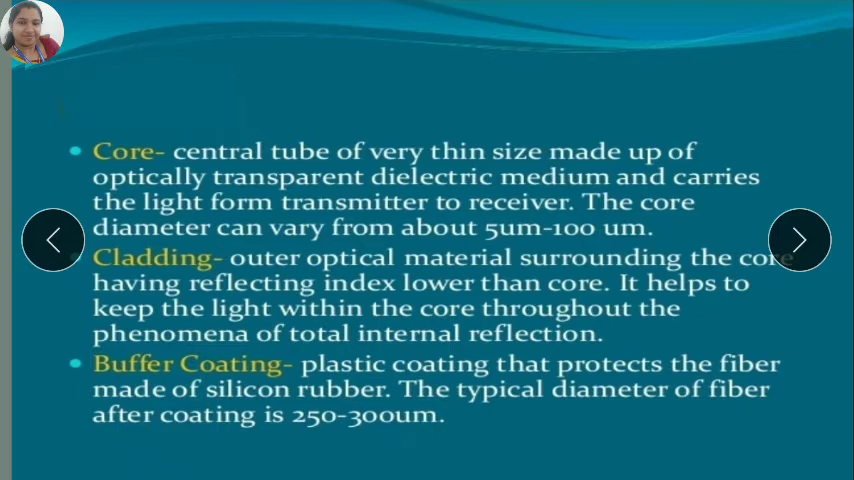 Core- central tube of very thin size made up of
optically transparent dielectric medium and carries
the light form transmitter to receiver. The core
diameter can vary from about 5um-100 um.
Cladding- outer optical material surrounding the core
having reflecting index lower than core. It helps to
keep the light within the core throughout the
phenomena of total internal reflection.
Buffer Coating- plastic coating that protects the fiber
made of silicon rubber. The typical diameter of fiber
after coating is 250-300um.